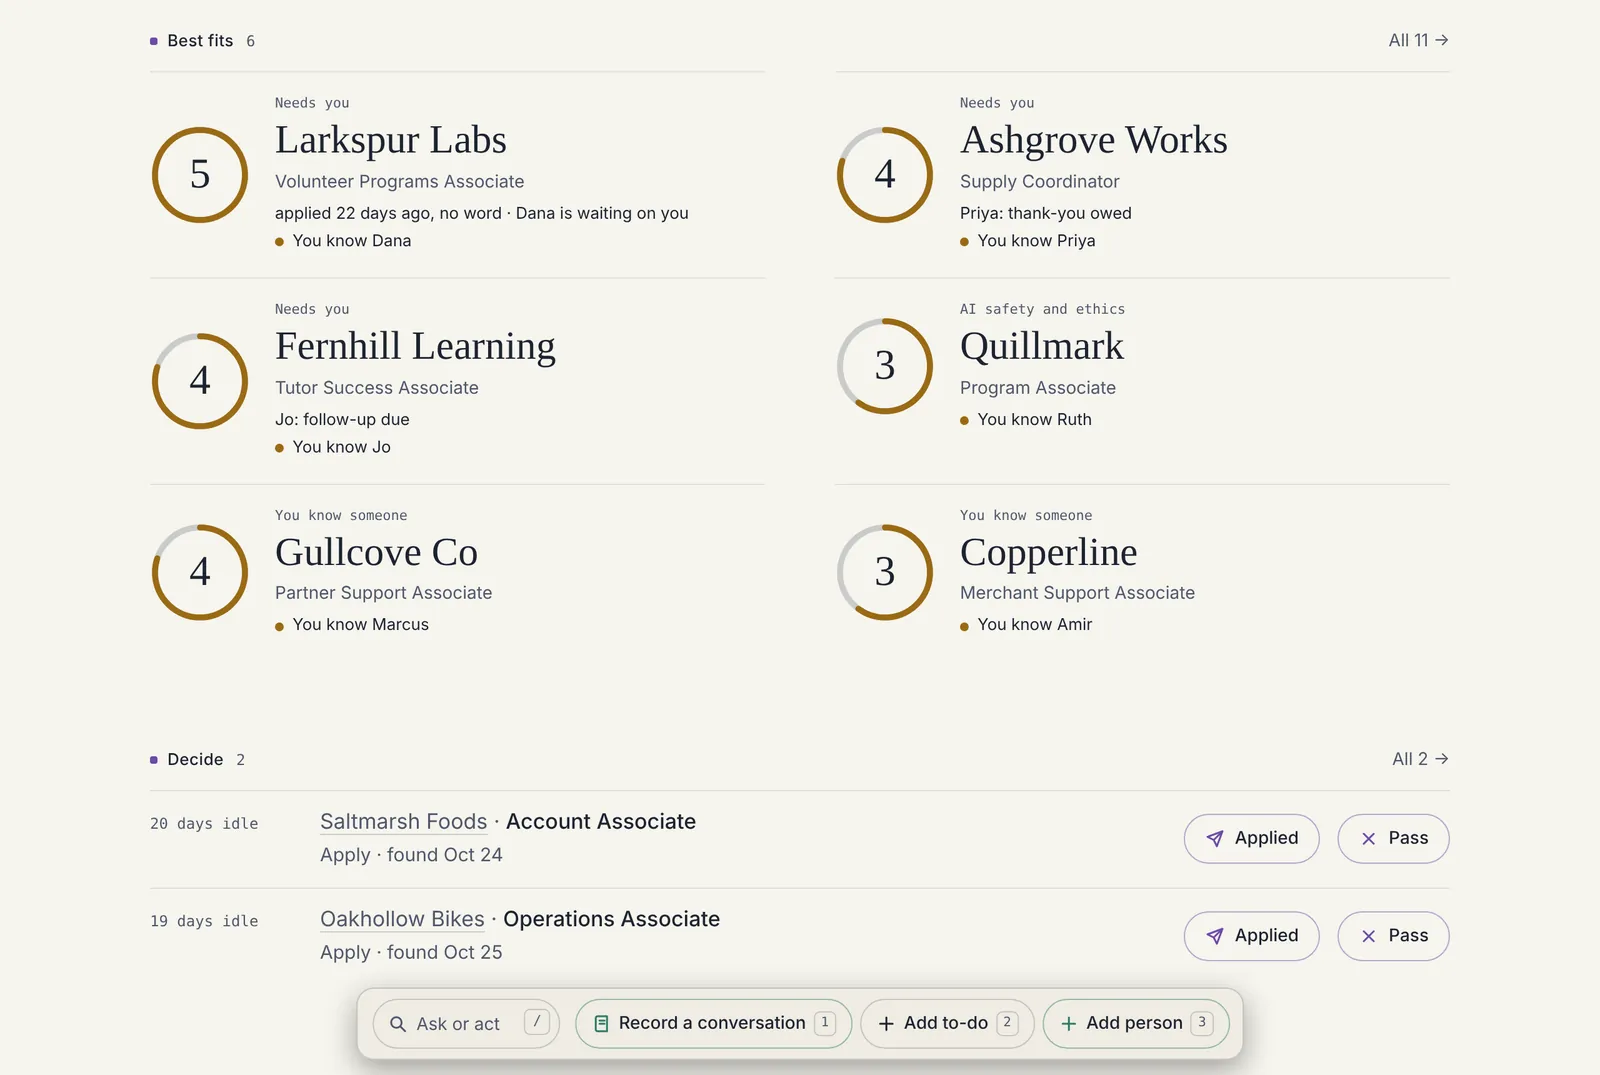 Best fits 6
All 11 →
Needs you
5
Larkspur Labs
Volunteer Programs Associate
applied 22 days ago, no word · Dana is waiting on you
You know Dana
Needs you
4
Ashgrove Works
Supply Coordinator
Priya: thank-you owed
You know Priya
Needs you
4
Fernhill Learning
Tutor Success Associate
Jo: follow-up due
You know Jo
AI safety and ethics
3
Quillmark
Program Associate
You know Ruth
You know someone
4
Gullcove Co
Partner Support Associate
You know Marcus
You know someone
3
Copperline
Merchant Support Associate
You know Amir
Decide 2
All 2 →
20 days idle
Saltmarsh Foods · Account Associate
Apply · found Oct 24
Applied
Pass
19 days idle
Oakhollow Bikes · Operations Associate
Apply · found Oct 25
Applied
Pass
Ask or act /
Record a conversation 1
Add to-do 2
Add person 3